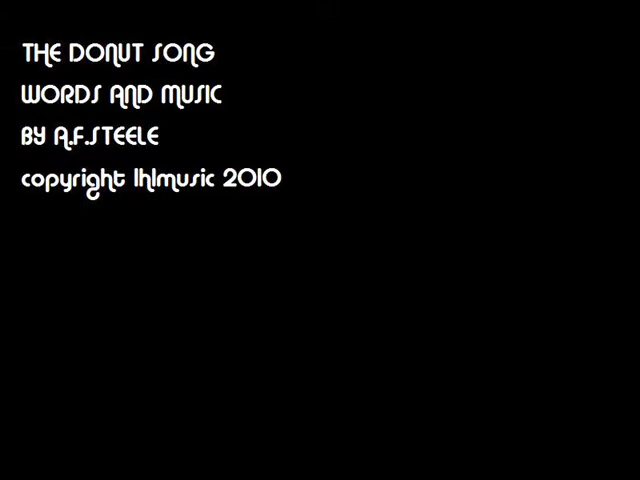 THE DONUT SONG
WORDS AND MUSIC
BY A.F.STEELE
copyright lhlmusic 2010